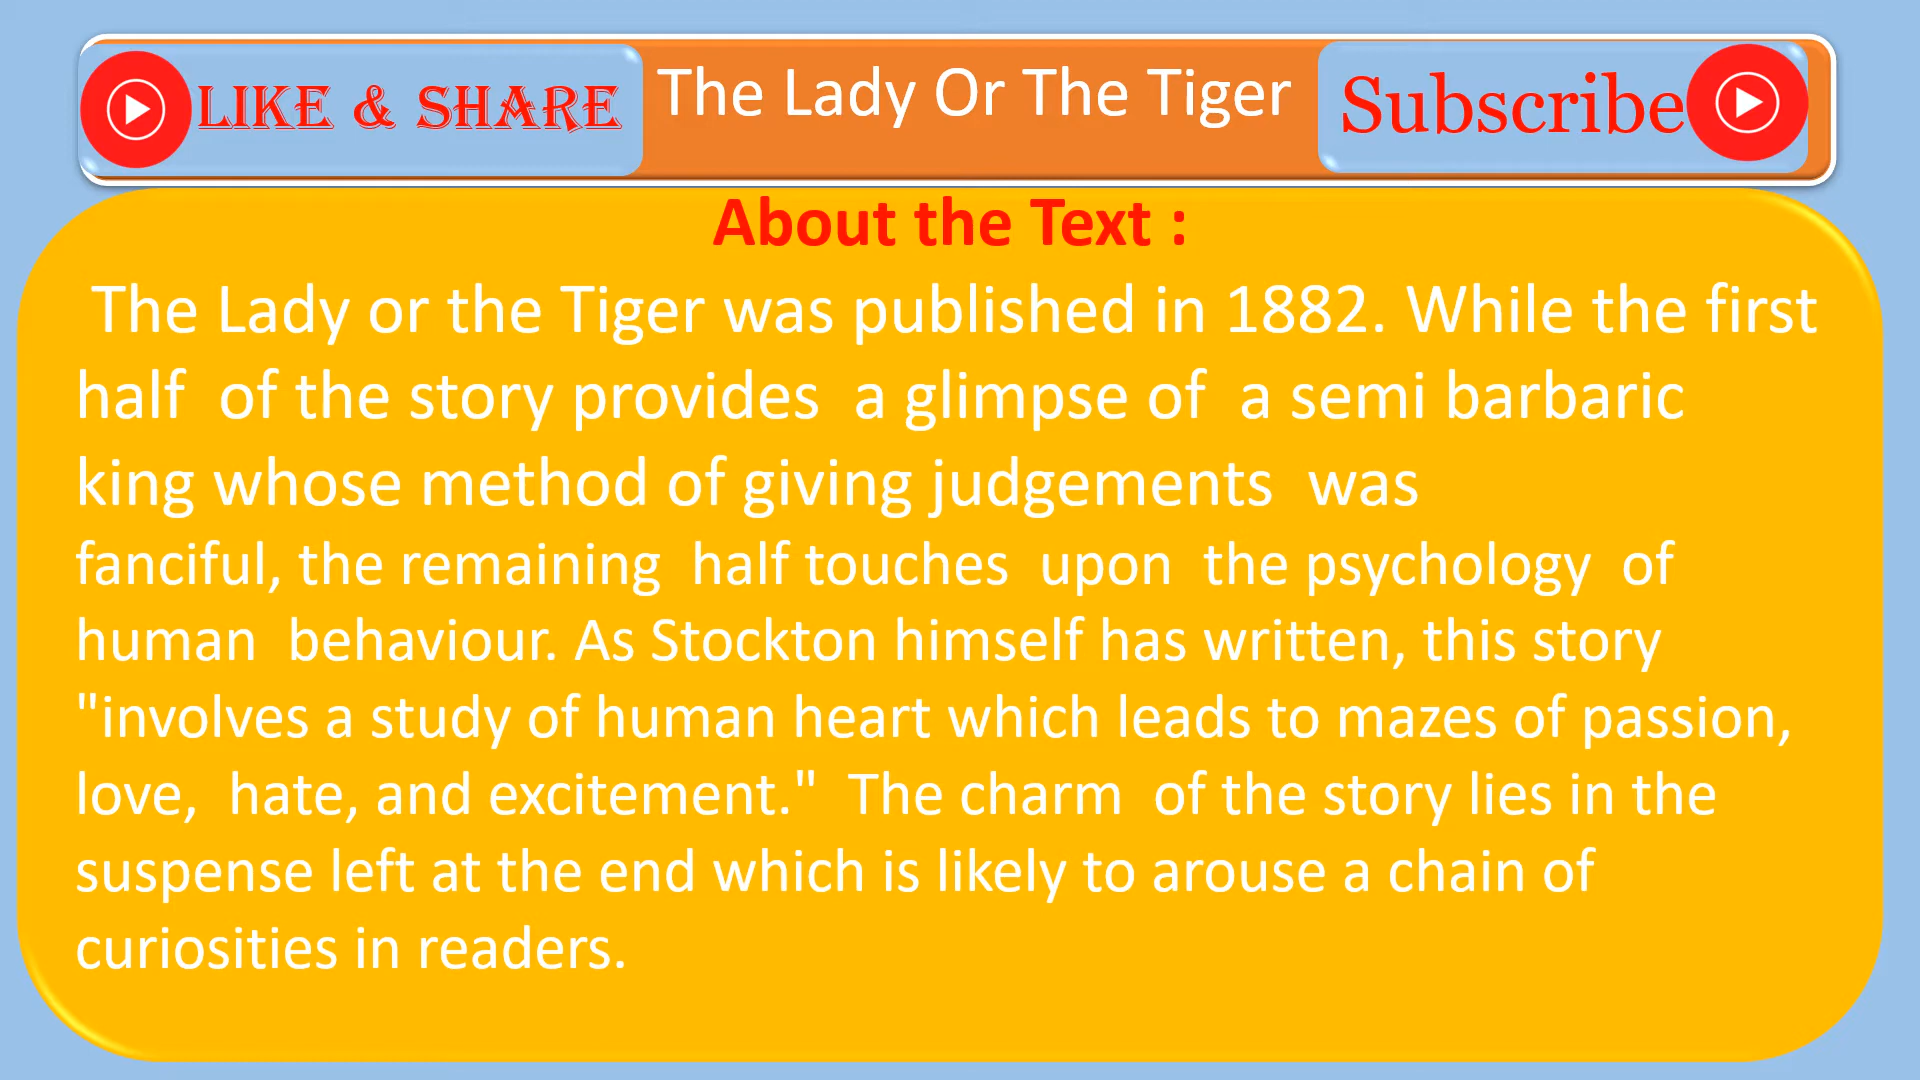 LIKE & SHARE The Lady Or The Tiger Subscribe
About the Text :
The Lady or the Tiger was published in 1882. While the first
half of the story provides a glimpse of a semi barbaric
king whose method of giving judgements was
fanciful, the remaining half touches upon the psychology of
human behaviour. As Stockton himself has written, this story
"involves a study of human heart which leads to mazes of passion,
love, hate, and excitement." The charm of the story lies in the
suspense left at the end which is likely to arouse a chain of
curiosities in readers.